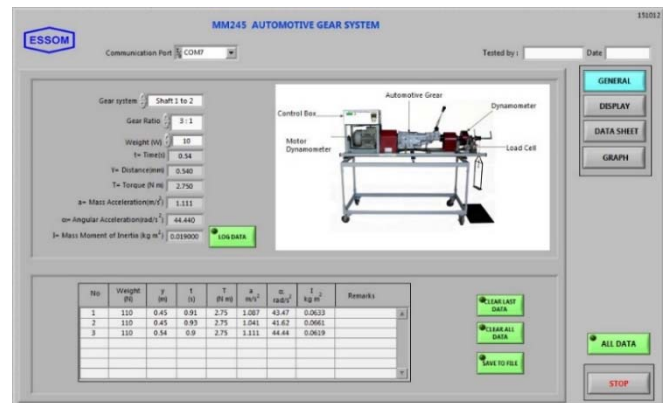 151012
MM245 AUTOMOTIVE GEAR SYSTEM
ESSOM
Communication Port COM7
Tested by :
Date
Gear system Shaft 1 to 2
Gear Ratio 3 : 1
Weight (W) 10
t= Time(s) 0.54
Y= Distance(mm) 0.540
T= Torque (N m) 2.750
a= Mass Acceleration(m/s²) 1.111
α= Angular Acceleration(rad/s²) 44.440
I= Mass Moment of Inertia (kg m²) 0.019000
LOG DATA
Automotive Grear
Control Box
Dynamometer
Motor
Dynamometer
Load Cell
GENERAL
DISPLAY
DATA SHEET
GRAPH
No. Weight (N) y (m) t (s) T (N m) a m/s² α rad/s² I kg m² Remarks
1 110 0.45 0.91 2.75 1.087 43.47 0.0633
2 110 0.45 0.93 2.75 1.041 41.62 0.0661
3 110 0.54 0.9 2.75 1.111 44.44 0.0619
CLEAR LAST
DATA
CLEAR ALL
DATA
SAVE TO FILE
ALL DATA
STOP